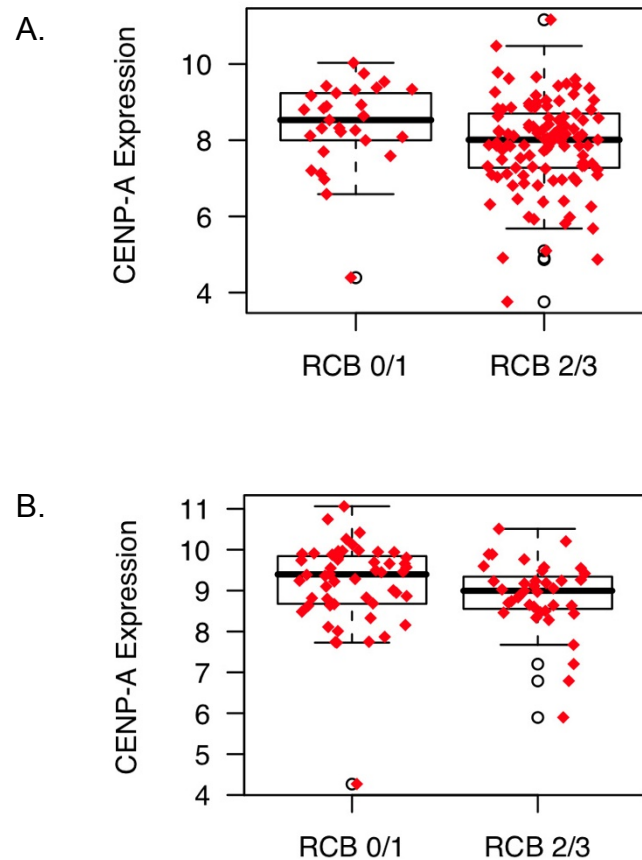 A.
CENP-A Expression
10
8
6
4
RCB 0/1 RCB 2/3
B.
CENP-A Expression
11
10
9
8
7
6
5
4
RCB 0/1 RCB 2/3